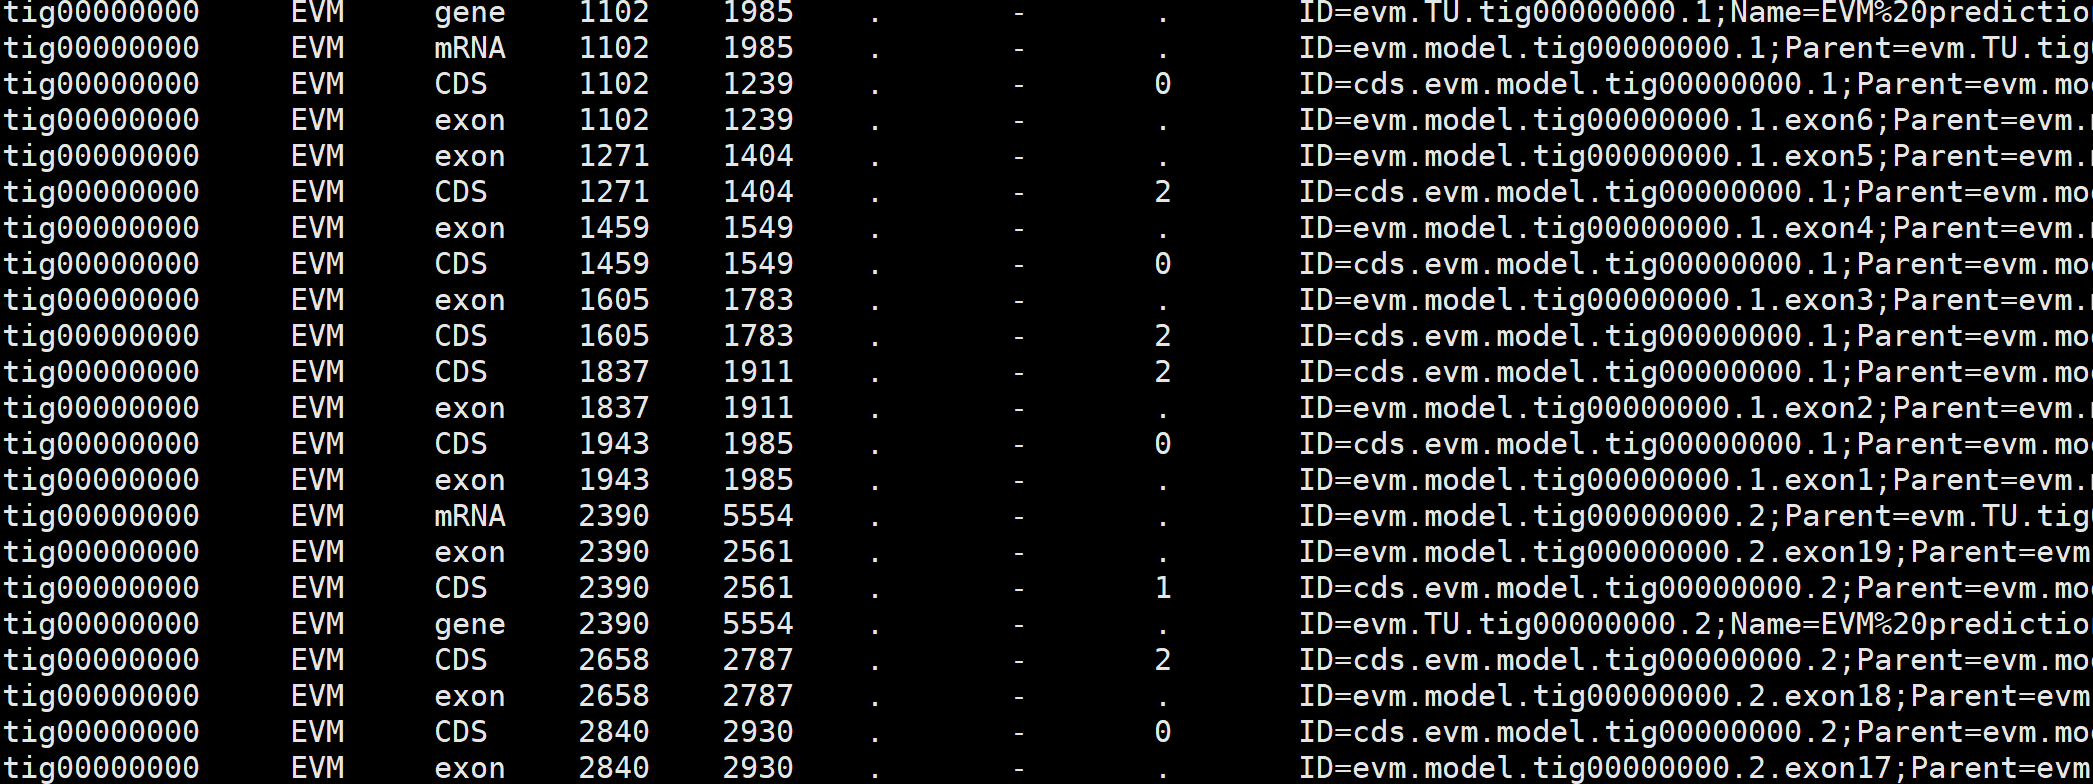 tig00000000 EVM gene 1102 1985 . - . ID=evm.TU.tig00000000.1;Name=EVM%20predictio
tig00000000 EVM mRNA 1102 1985 . - . ID=evm.model.tig00000000.1;Parent=evm.TU.tig
tig00000000 EVM CDS 1102 1239 . - 0 ID=cds.evm.model.tig00000000.1;Parent=evm.mo
tig00000000 EVM exon 1102 1239 . - . ID=evm.model.tig00000000.1.exon6;Parent=evm.
tig00000000 EVM exon 1271 1404 . - . ID=evm.model.tig00000000.1.exon5;Parent=evm.
tig00000000 EVM CDS 1271 1404 . - 2 ID=cds.evm.model.tig00000000.1;Parent=evm.mo
tig00000000 EVM exon 1459 1549 . - . ID=evm.model.tig00000000.1.exon4;Parent=evm.
tig00000000 EVM CDS 1459 1549 . - 0 ID=cds.evm.model.tig00000000.1;Parent=evm.mo
tig00000000 EVM exon 1605 1783 . - . ID=evm.model.tig00000000.1.exon3;Parent=evm.
tig00000000 EVM CDS 1605 1783 . - 2 ID=cds.evm.model.tig00000000.1;Parent=evm.mo
tig00000000 EVM CDS 1837 1911 . - 2 ID=cds.evm.model.tig00000000.1;Parent=evm.mo
tig00000000 EVM exon 1837 1911 . - . ID=evm.model.tig00000000.1.exon2;Parent=evm.
tig00000000 EVM CDS 1943 1985 . - 0 ID=cds.evm.model.tig00000000.1;Parent=evm.mo
tig00000000 EVM exon 1943 1985 . - . ID=evm.model.tig00000000.1.exon1;Parent=evm.
tig00000000 EVM mRNA 2390 5554 . - . ID=evm.model.tig00000000.2;Parent=evm.TU.tig
tig00000000 EVM exon 2390 2561 . - . ID=evm.model.tig00000000.2.exon19;Parent=evm
tig00000000 EVM CDS 2390 2561 . - 1 ID=cds.evm.model.tig00000000.2;Parent=evm.mo
tig00000000 EVM gene 2390 5554 . - . ID=evm.TU.tig00000000.2;Name=EVM%20predictio
tig00000000 EVM CDS 2658 2787 . - 2 ID=cds.evm.model.tig00000000.2;Parent=evm.mo
tig00000000 EVM exon 2658 2787 . - . ID=evm.model.tig00000000.2.exon18;Parent=evm
tig00000000 EVM CDS 2840 2930 . - 0 ID=cds.evm.model.tig00000000.2;Parent=evm.mo
tig00000000 EVM exon 2840 2930 . - . ID=evm.model.tig00000000.2.exon17;Parent=evm